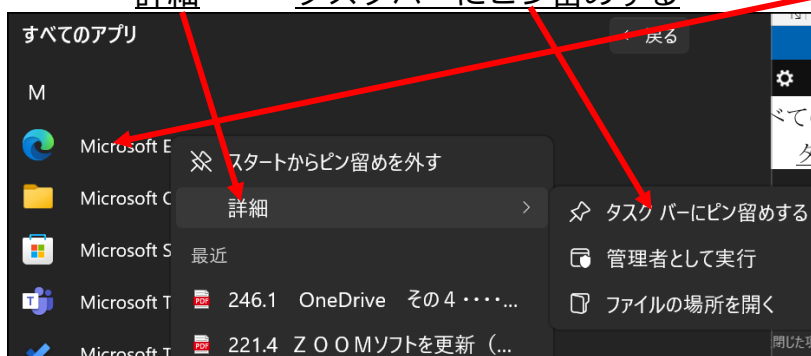 詳細 タスクバーにピン留めする
すべてのアプリ
戻る
M
Microsoft E
スタートからピン留めを外す
Microsoft O
詳細
タスク バーにピン留めする
Microsoft S
最近
管理者として実行
Microsoft T
246.1 OneDrive その４・・・・...
ファイルの場所を開く
Microsoft T
221.4 ＺＯＯＭソフトを更新（...